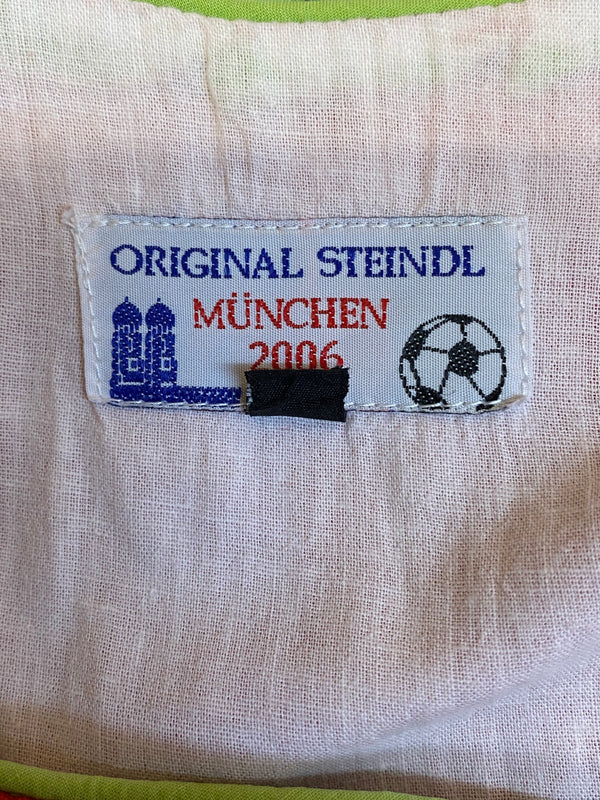 ORIGINAL STEINDL
MÜNCHEN
2006